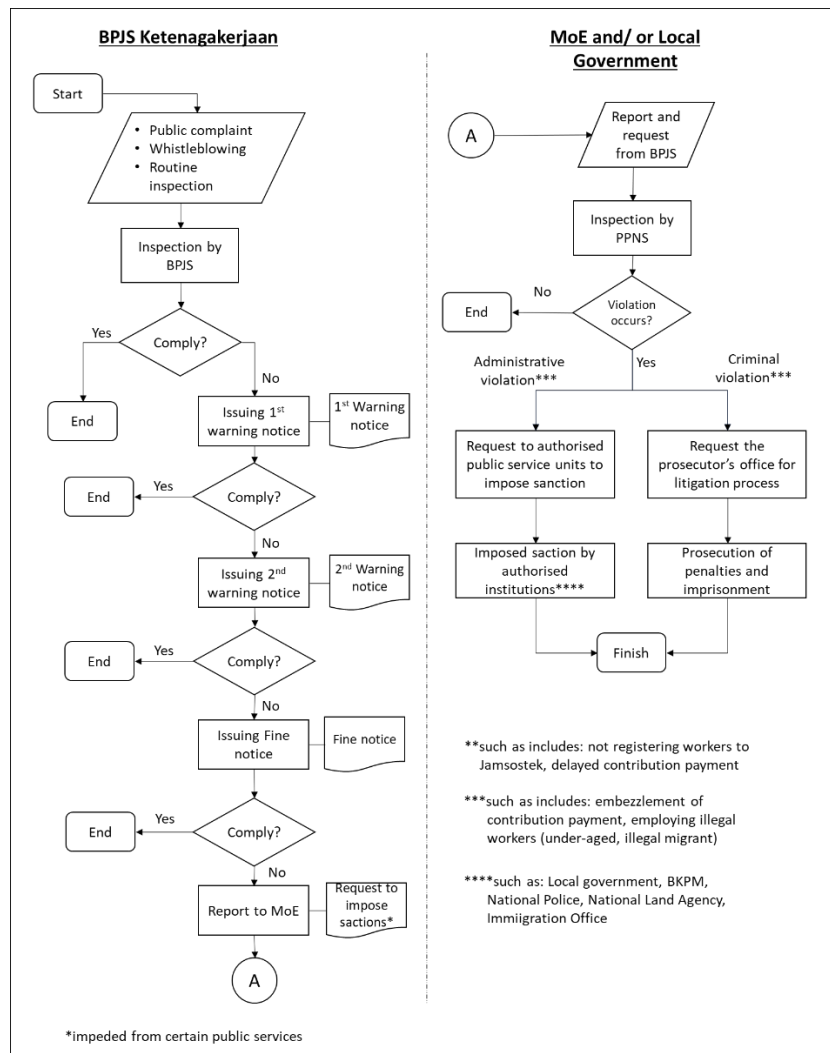 BPJS Ketenagakerjaan
Start
• Public complaint
• Whistleblowing
• Routine
inspection
Inspection by
BPJS
Comply?
Yes
End
No
Issuing 1st
warning notice
1st Warning
notice
Comply?
Yes
End
No
Issuing 2nd
warning notice
2nd Warning
notice
Comply?
Yes
End
No
Issuing Fine
notice
Fine notice
Comply?
Yes
End
No
Report to MoE
Request to
impose
sactions*
A
*impeded from certain public services
MoE and/ or Local
Government
A
Report and
request
from BPJS
Inspection by
PPNS
Violation
occurs?
No
End
Yes
Administrative
violation***
Criminal
violation***
Request to authorised
public service units to
impose sanction
Request the
prosecutor's office for
litigation process
Imposed saction by
authorised
institutions****
Prosecution of
penalties and
imprisonment
Finish
**such as includes: not registering workers to
Jamsostek, delayed contribution payment
***such as includes: embezzlement of
contribution payment, employing illegal
workers (under-aged, illegal migrant)
****such as: Local government, BKPM,
National Police, National Land Agency,
Immiigration Office